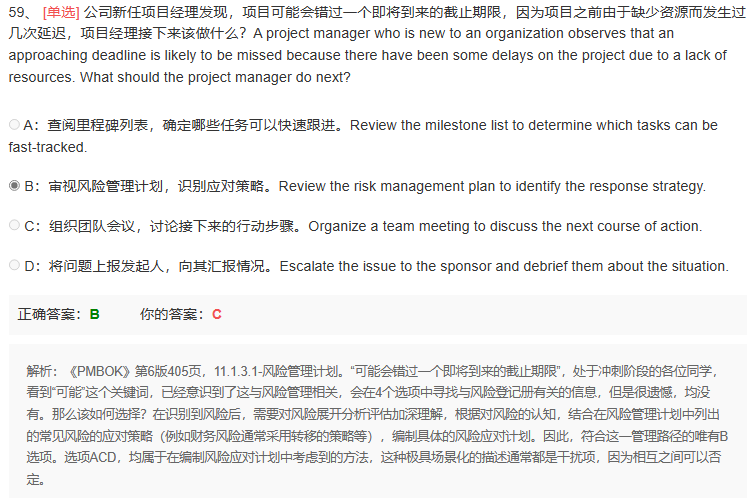 59、 [单选] 公司新任项目经理发现，项目可能会错过一个即将到来的截止期限，因为项目之前由于缺少资源而发生过
几次延迟，项目经理接下来该做什么？A project manager who is new to an organization observes that an
approaching deadline is likely to be missed because there have been some delays on the project due to a lack of
resources. What should the project manager do next?
A：查阅里程碑列表，确定哪些任务可以快速跟进。Review the milestone list to determine which tasks can be
fast-tracked.
B：审视风险管理计划，识别应对策略。Review the risk management plan to identify the response strategy.
C：组织团队会议，讨论接下来的行动步骤。Organize a team meeting to discuss the next course of action.
D：将问题上报发起人，向其汇报情况。Escalate the issue to the sponsor and debrief them about the situation.
正确答案：B 你的答案：C
解析：《PMBOK》第6版405页，11.1.3.1-风险管理计划。“可能会错过一个即将到来的截止期限”，处于冲刺阶段的各位同学，
看到“可能”这个关键词，已经意识到了这与风险管理相关，会在4个选项中寻找与风险登记册有关的信息，但是很遗憾，均没
有。那么该如何选择？在识别到风险后，需要对风险展开分析评估加深理解，根据对风险的认知，结合在风险管理计划中列出
的常见风险的应对策略（例如财务风险通常采用转移的策略等），编制具体的风险应对计划。因此，符合这一管理路径的唯有B
选项。选项ACD，均属于在编制风险应对计划中考虑到的方法，这种极具场景化的描述通常都是干扰项，因为相互之间可以否
定。